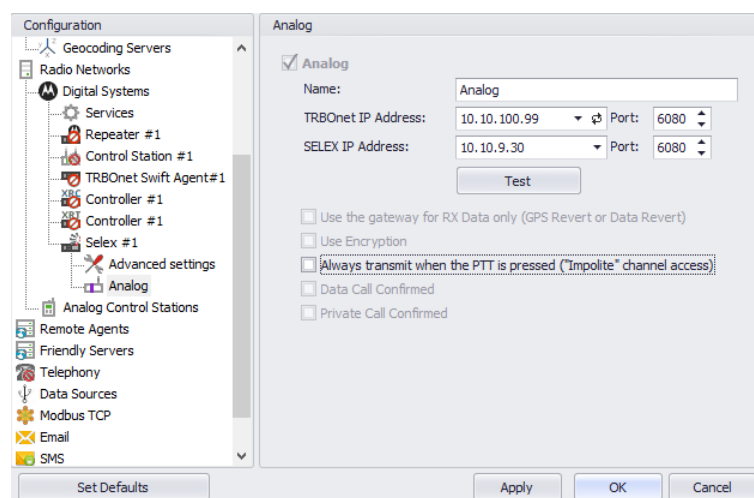 Configuration
Geocoding Servers
Radio Networks
Digital Systems
Services
Repeater #1
Control Station #1
TRBOnet Swift Agent#1
XRC Controller #1
XRT Controller #1
Selex #1
Advanced settings
Analog
Analog Control Stations
Remote Agents
Friendly Servers
Telephony
Data Sources
Modbus TCP
Email
SMS
Set Defaults
Analog
Analog
Name: Analog
TRBOnet IP Address: 10.10.100.99 Port: 6080
SELEX IP Address: 10.10.9.30 Port: 6080
Test
Use the gateway for RX Data only (GPS Revert or Data Revert)
Use Encryption
Always transmit when the PTT is pressed ("Impolite" channel access)
Data Call Confirmed
Private Call Confirmed
Apply OK Cancel